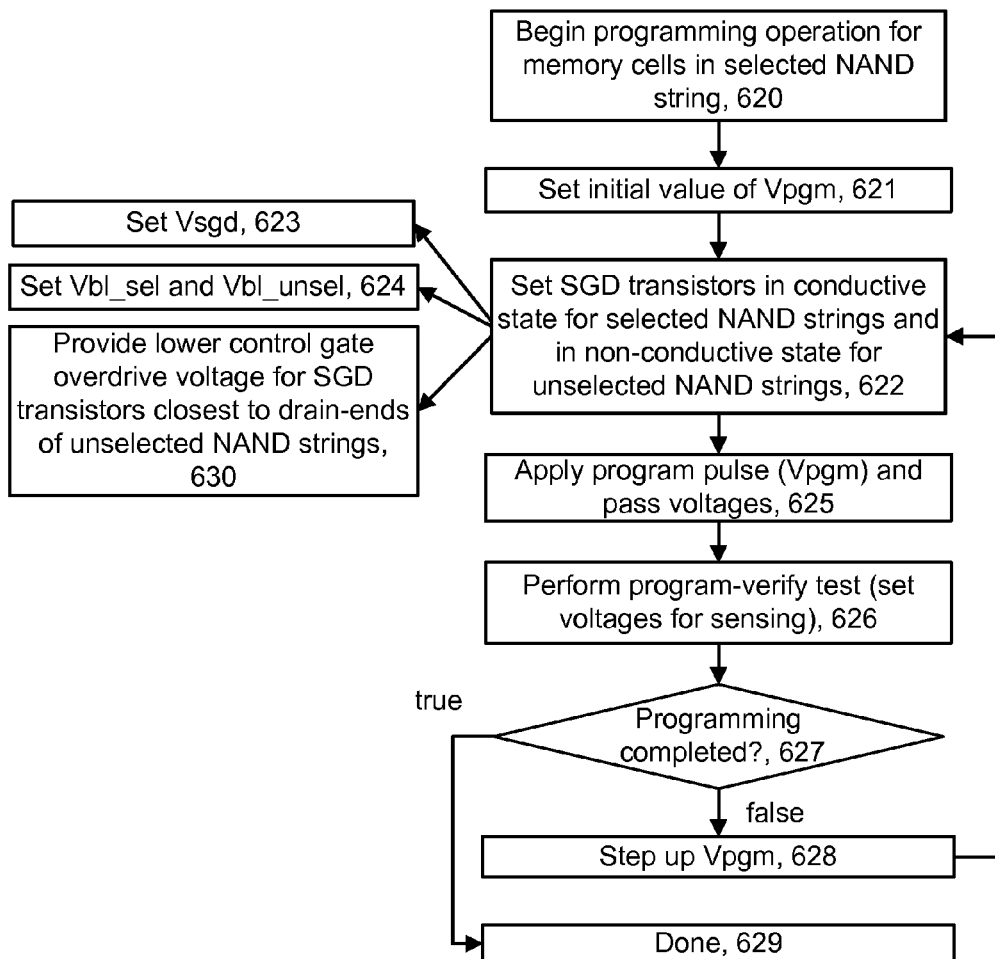 Begin programming operation for
memory cells in selected NAND
string, 620
Set initial value of Vpgm, 621
Set Vsgd, 623
Set Vbl_sel and Vbl_unsel, 624
Provide lower control gate
overdrive voltage for SGD
transistors closest to drain-ends
of unselected NAND strings,
630
Set SGD transistors in conductive
state for selected NAND strings and
in non-conductive state for
unselected NAND strings, 622
Apply program pulse (Vpgm) and
pass voltages, 625
Perform program-verify test (set
voltages for sensing), 626
true
Programming
completed?, 627
false
Step up Vpgm, 628
Done, 629